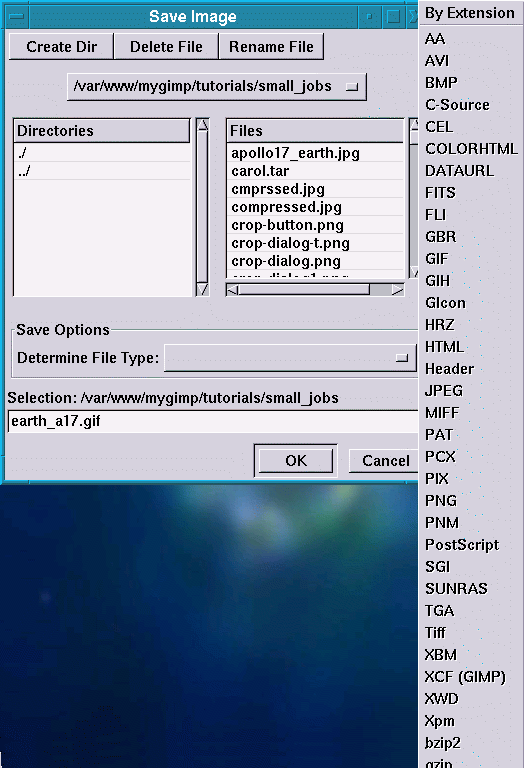 Save Image
Create Dir Delete File Rename File
/var/www/mygimp/tutorials/small_jobs
Directories
./
../
Files
apollo17_earth.jpg
carol.tar
cmprssed.jpg
compressed.jpg
crop-button.png
crop-dialog-t.png
crop-dialog.png
crop-dialog1.png
Save Options
Determine File Type:
Selection: /var/www/mygimp/tutorials/small_jobs
earth_a17.gif
OK Cancel
By Extension
AA
AVI
BMP
C-Source
CEL
COLORHTML
DATAURL
FITS
FLI
GBR
GIF
GIH
GIcon
HRZ
HTML
Header
JPEG
MIFF
PAT
PCX
PIX
PNG
PNM
PostScript
SGI
SUNRAS
TGA
Tiff
XBM
XCF (GIMP)
XWD
Xpm
bzip2
gzip